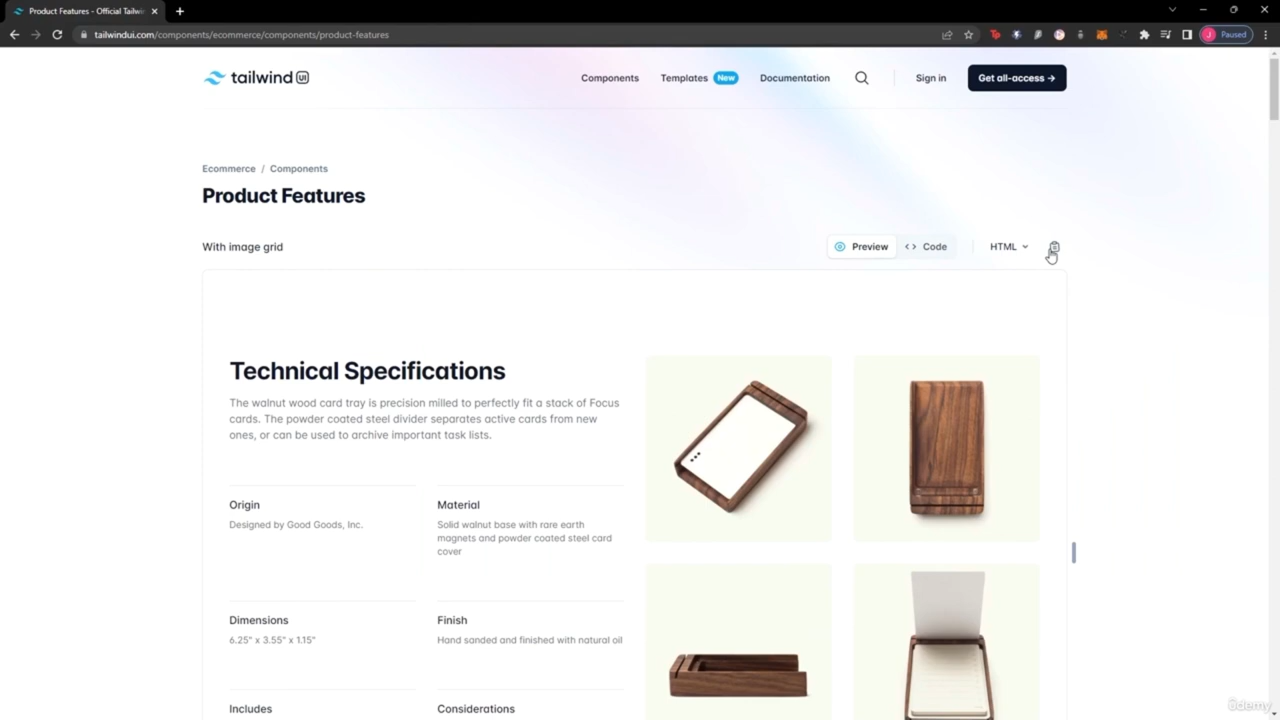 Product Features - Official Tailwi
tailwindui.com/components/ecommerce/components/product-features
J Paused
tailwind UI
Components Templates New Documentation Sign in Get all-access →
Ecommerce / Components
Product Features
With image grid
Preview Code HTML
Technical Specifications
The walnut wood card tray is precision milled to perfectly fit a stack of Focus
cards. The powder coated steel divider separates active cards from new
ones, or can be used to archive important task lists.
Origin
Designed by Good Goods, Inc.
Material
Solid walnut base with rare earth
magnets and powder coated steel card
cover
Dimensions
6.25" x 3.55" x 1.15"
Finish
Hand sanded and finished with natural oil
Includes
Considerations
ûdemy